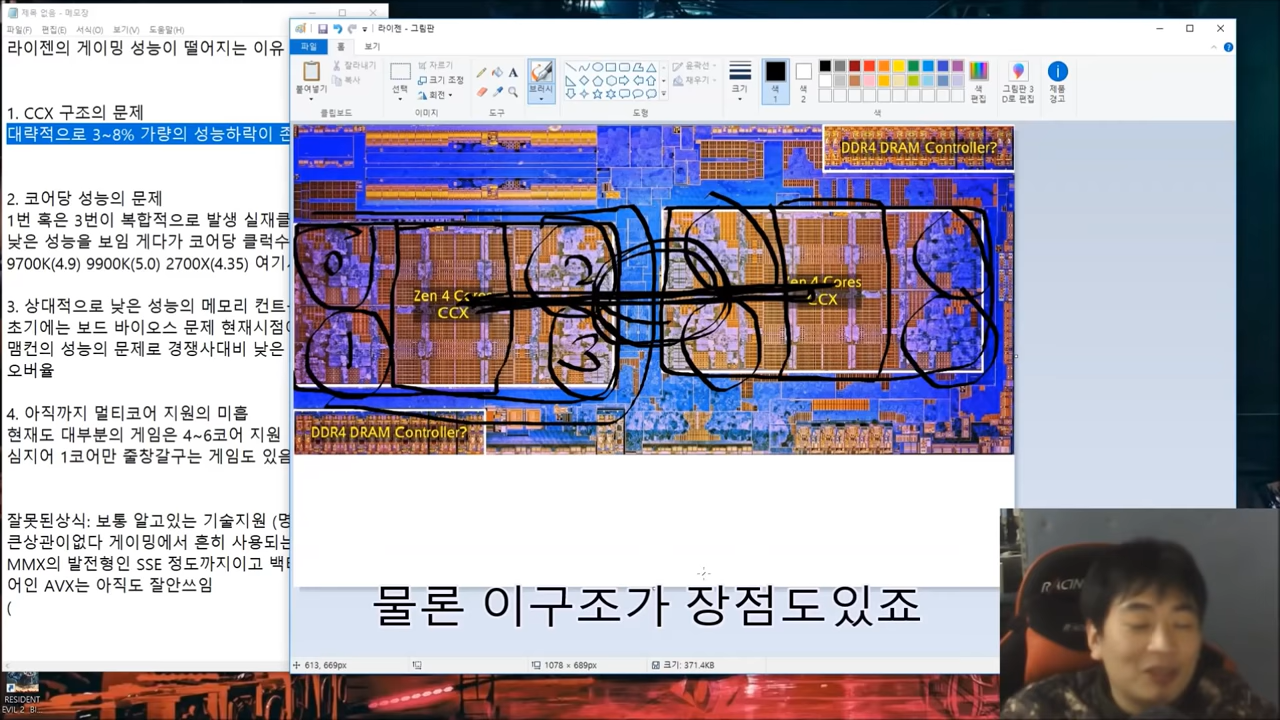 제목 없음 - 메모장
파일(F) 편집(E) 서식(O) 보기(V) 도움말(H)
라이젠의 게이밍 성능이 떨어지는 이유
1. CCX 구조의 문제
대략적으로 3~8% 가량의 성능하락이 존
2. 코어당 성능의 문제
1번 혹은 3번이 복합적으로 발생 실재클
낮은 성능을 보임 게다가 코어당 클럭수
9700K(4.9) 9900K(5.0) 2700X(4.35) 여기
3. 상대적으로 낮은 성능의 메모리 컨트
초기에는 보드 바이오스 문제 현재시점
맴컨의 성능의 문제로 경쟁사대비 낮은
오버율
4. 아직까지 멀티코어 지원의 미흡
현재도 대부분의 게임은 4~6코어 지원
심지어 1코어만 줄창갈구는 게임도 있음
잘못된상식: 보통 알고있는 기술지원 (명
큰상관이없다 게이밍에서 흔히 사용되는
MMX의 발전형인 SSE 정도까지이고 백터
어인 AVX는 아직도 잘안쓰임
(
라이젠 - 그림판
파일 홈 보기
붙여넣기
잘라내기
복사
클립보드
선택
자르기
크기 조정
회전
이미지
도구
브러시
윤곽선
채우기
도형
크기
색 1
색 2
색 편집
색
그림판 3D로 편집
제품 경고
DDR4 DRAM Controller?
0
1
2
3
Zen 4 Cores
CCX
Zen 4 Cores
CCX
DDR4 DRAM Controller?
물론 이구조가 장점도있죠
613, 669px
1078 × 689px
크기: 371.4KB
RESIDENT EVIL 2
RACING